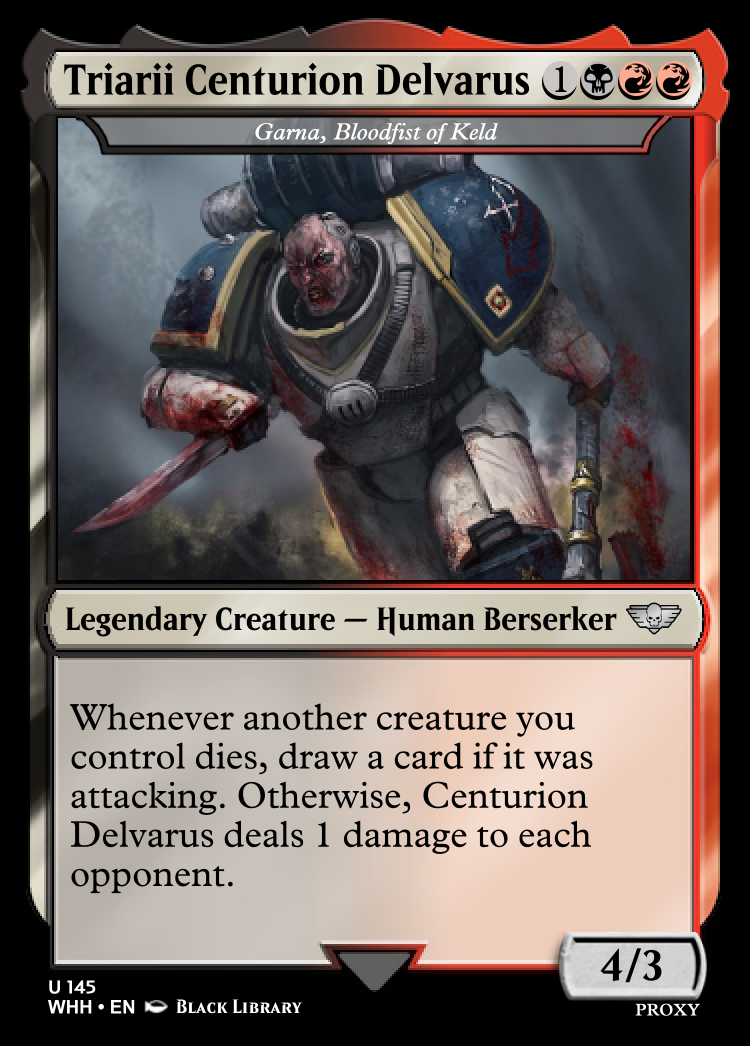 Triarii Centurion Delvarus 1
Garna, Bloodfist of Keld
Legendary Creature — Human Berserker
Whenever another creature you
control dies, draw a card if it was
attacking. Otherwise, Centurion
Delvarus deals 1 damage to each
opponent.
4/3
U 145
WHH • EN BLACK LIBRARY
PROXY